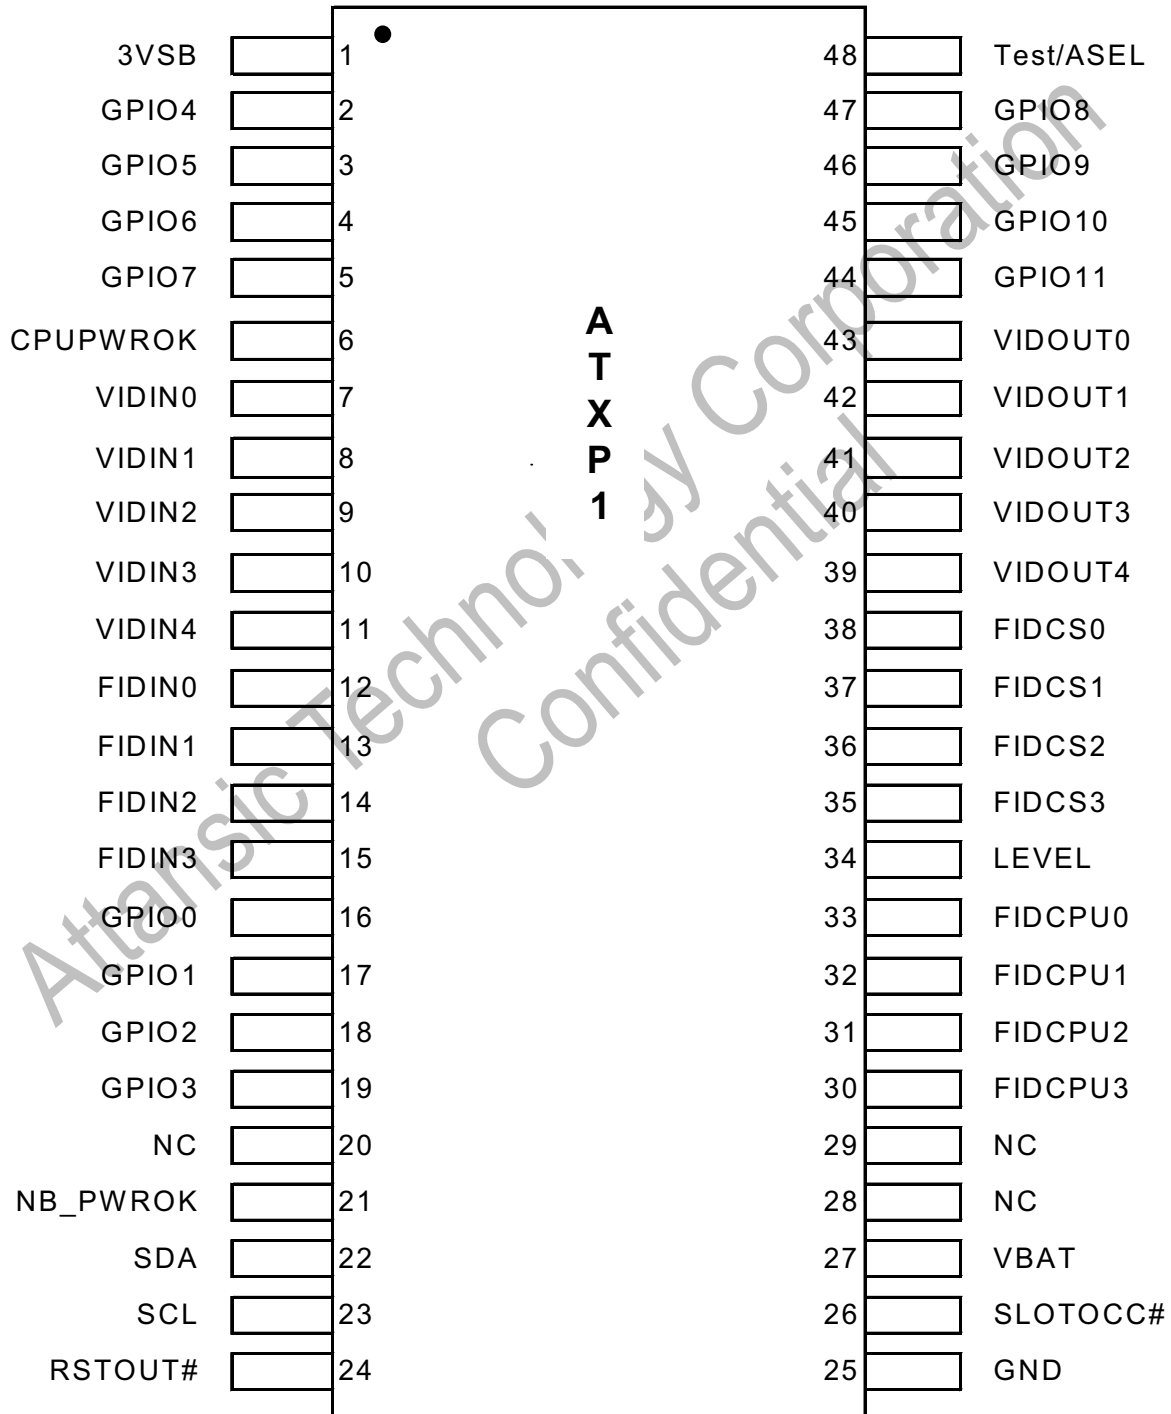 3VSB 1 48 Test/ASEL
GPIO4 2 47 GPIO8
GPIO5 3 46 GPIO9
GPIO6 4 45 GPIO10
GPIO7 5 44 GPIO11
CPUPWROK 6 43 VIDOUT0
VIDIN0 7 42 VIDOUT1
VIDIN1 8 41 VIDOUT2
VIDIN2 9 40 VIDOUT3
VIDIN3 10 39 VIDOUT4
VIDIN4 11 38 FIDCS0
FIDIN0 12 37 FIDCS1
FIDIN1 13 36 FIDCS2
FIDIN2 14 35 FIDCS3
FIDIN3 15 34 LEVEL
GPIO0 16 33 FIDCPU0
GPIO1 17 32 FIDCPU1
GPIO2 18 31 FIDCPU2
GPIO3 19 30 FIDCPU3
NC 20 29 NC
NB_PWROK 21 28 NC
SDA 22 27 VBAT
SCL 23 26 SLOTOCC#
RSTOUT# 24 25 GND
A
T
X
P
1
Attansic Technology Corporation
Confidential